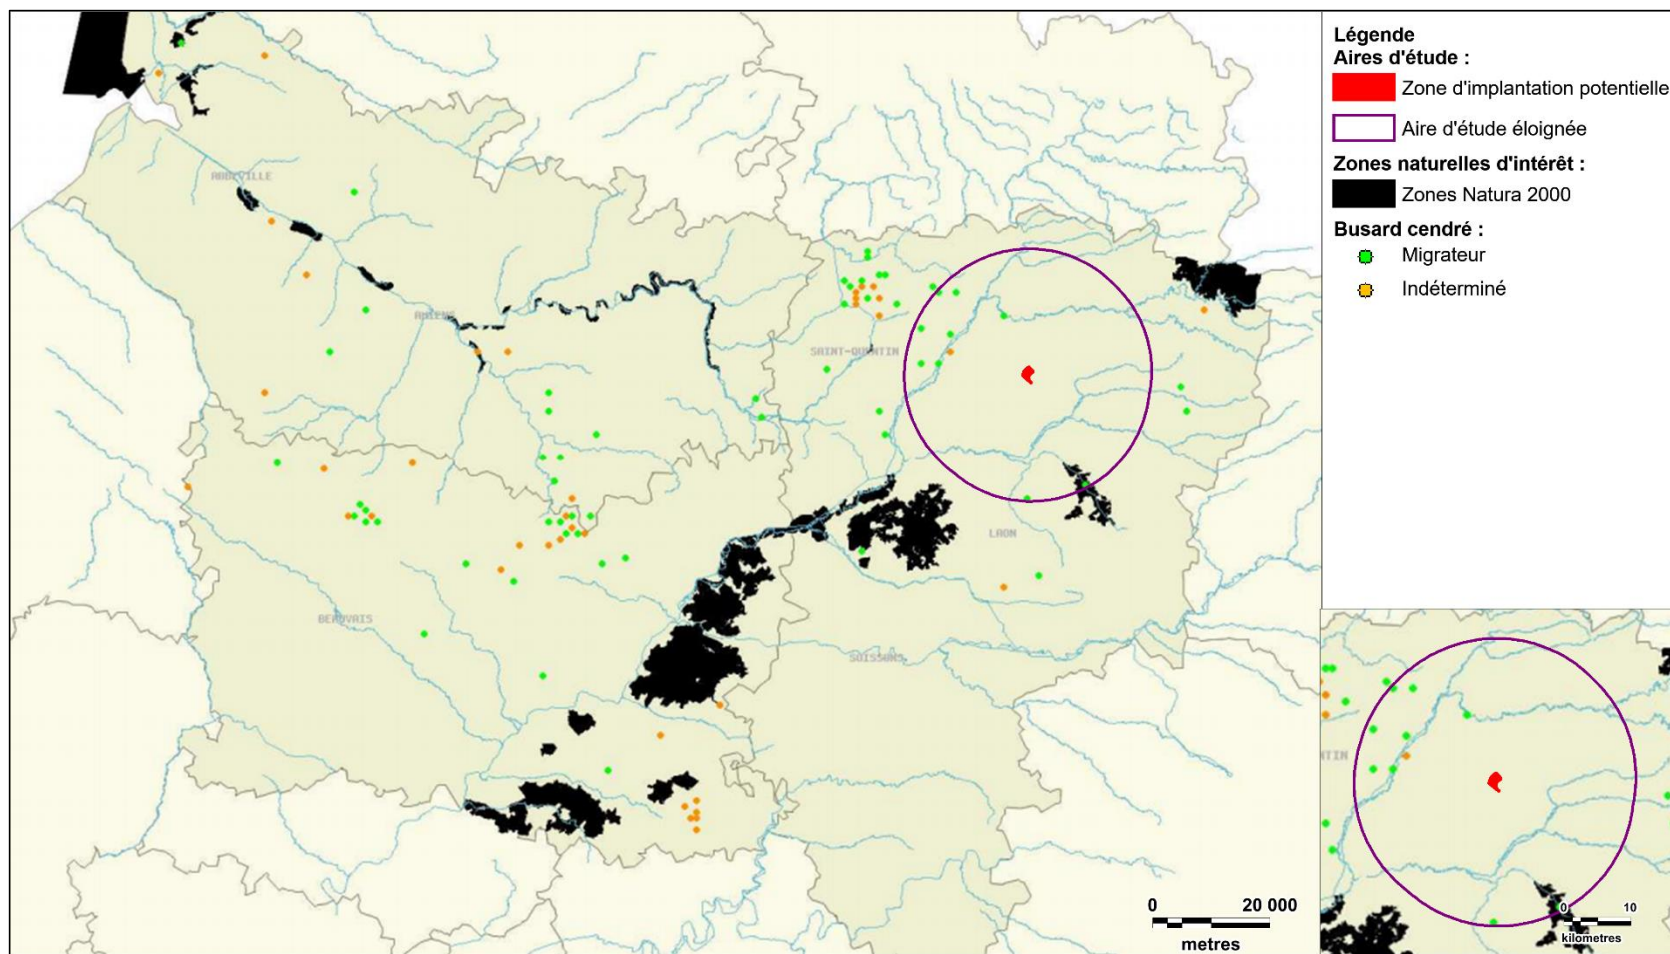 Légende
Aires d'étude :
Zone d'implantation potentielle
Aire d'étude éloignée
Zones naturelles d'intérêt :
Zones Natura 2000
Busard cendré :
Migrateur
Indéterminé
ABBEVILLE
AMIENS
SAINT-QUENTIN
LAON
BEAUVAIS
SOISSONS
0 20 000
metres
NTIN
0 10
kilometres